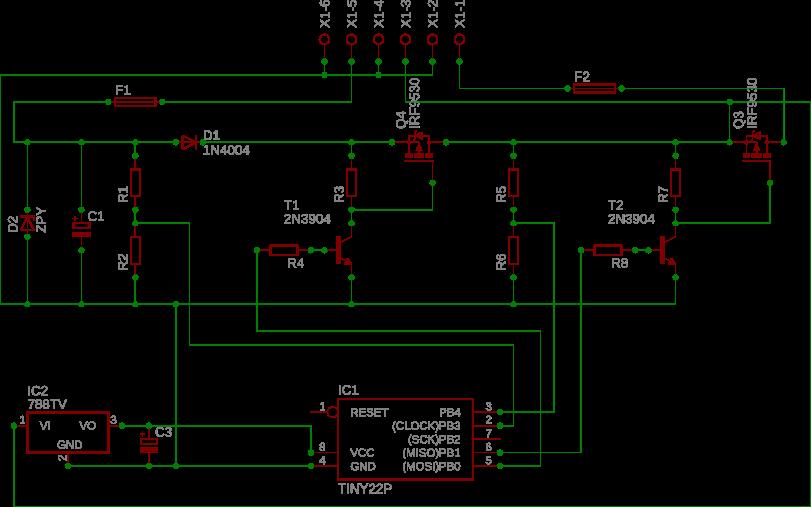 X1-6
X1-5
X1-4
X1-3
X1-2
X1-1
F1
F2
Q4
IRF9530
Q3
IRF9530
D1
1N4004
R1
R3
R5
R7
D2
ZPY
C1
T1
2N3904
T2
2N3904
R2
R4
R6
R8
IC2
788TV
1
VI
VO
3
GND
2
C3
IC1
1
RESET
8
VCC
4
GND
PB4
3
(CLOCK)PB3
2
(SCK)PB2
7
(MISO)PB1
6
(MOSI)PB0
5
TINY22P